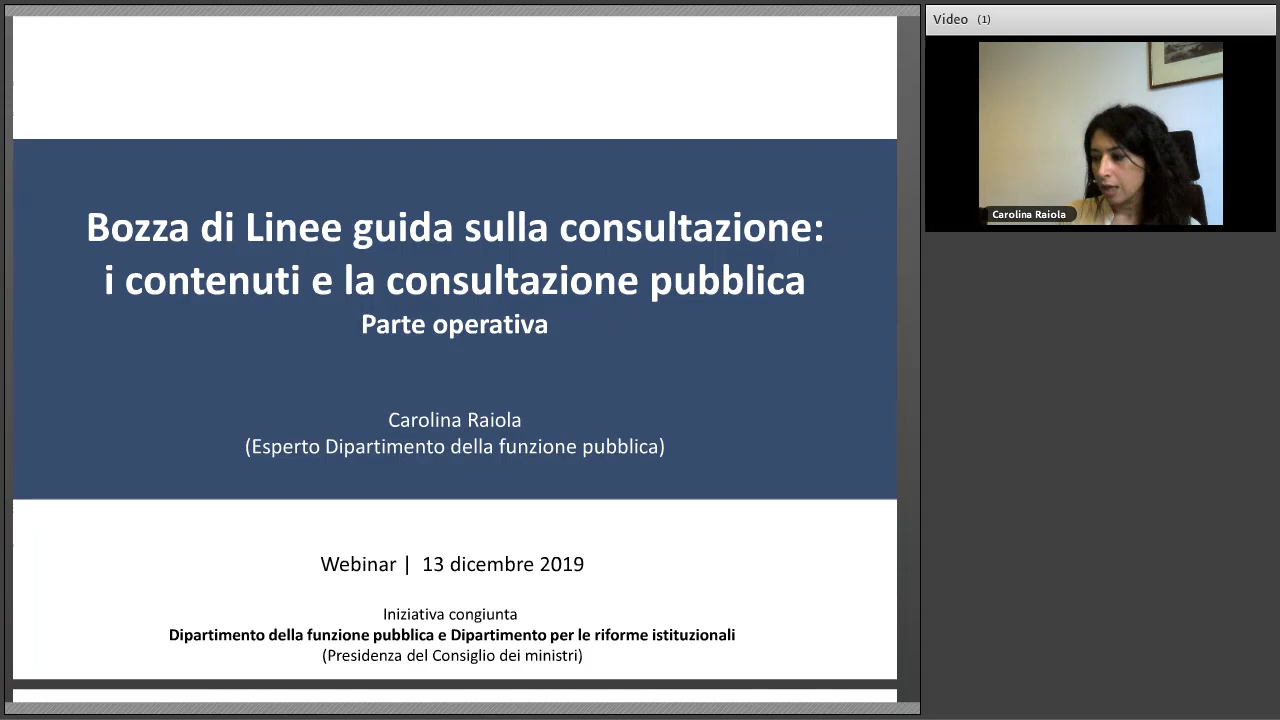 Bozza di Linee guida sulla consultazione:
i contenuti e la consultazione pubblica
Parte operativa
Carolina Raiola
(Esperto Dipartimento della funzione pubblica)
Webinar | 13 dicembre 2019
Iniziativa congiunta
Dipartimento della funzione pubblica e Dipartimento per le riforme istituzionali
(Presidenza del Consiglio dei ministri)
Video (1)
Carolina Raiola